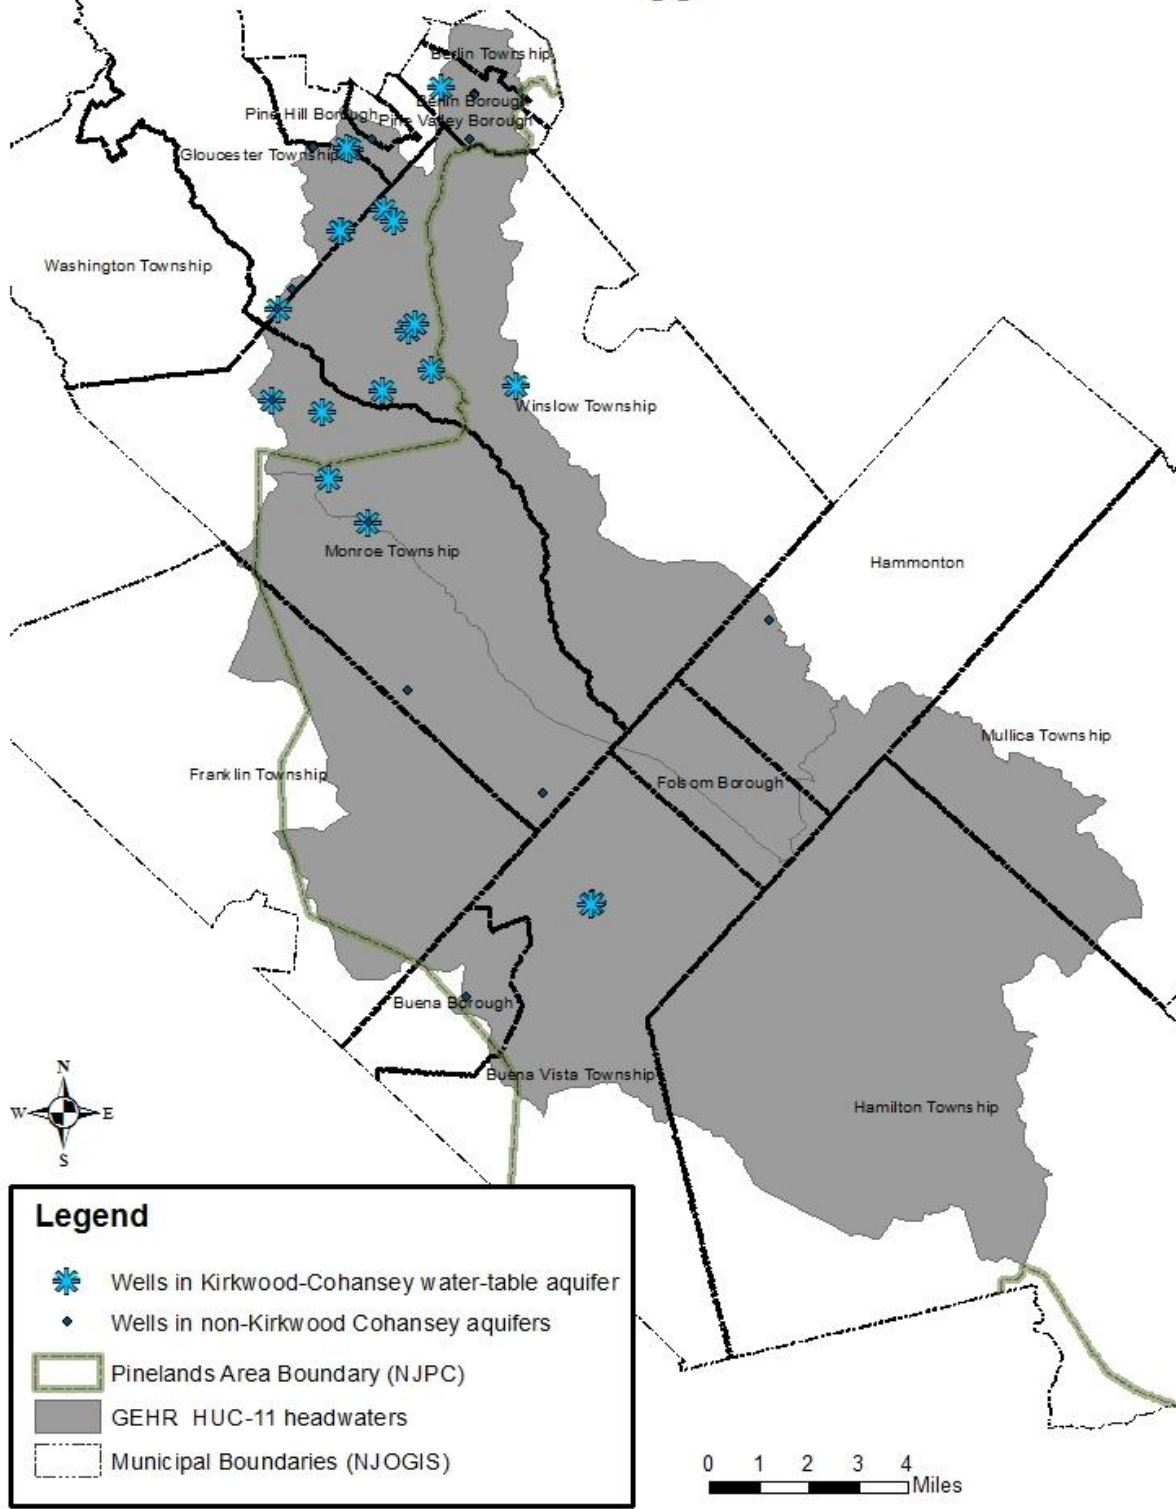 Berlin Township
Berlin Borough
Pine Hill Borough
Pine Valley Borough
Gloucester Township
Washington Township
Winslow Township
Monroe Township
Hammonton
Mullica Township
Franklin Township
Folsom Borough
Buena Borough
Buena Vista Township
Hamilton Township
N
W
E
S
Legend
Wells in Kirkwood-Cohansey water-table aquifer
Wells in non-Kirkwood Cohansey aquifers
Pinelands Area Boundary (NJPC)
GEHR HUC-11 headwaters
Municipal Boundaries (NJOGIS)
0 1 2 3 4
Miles